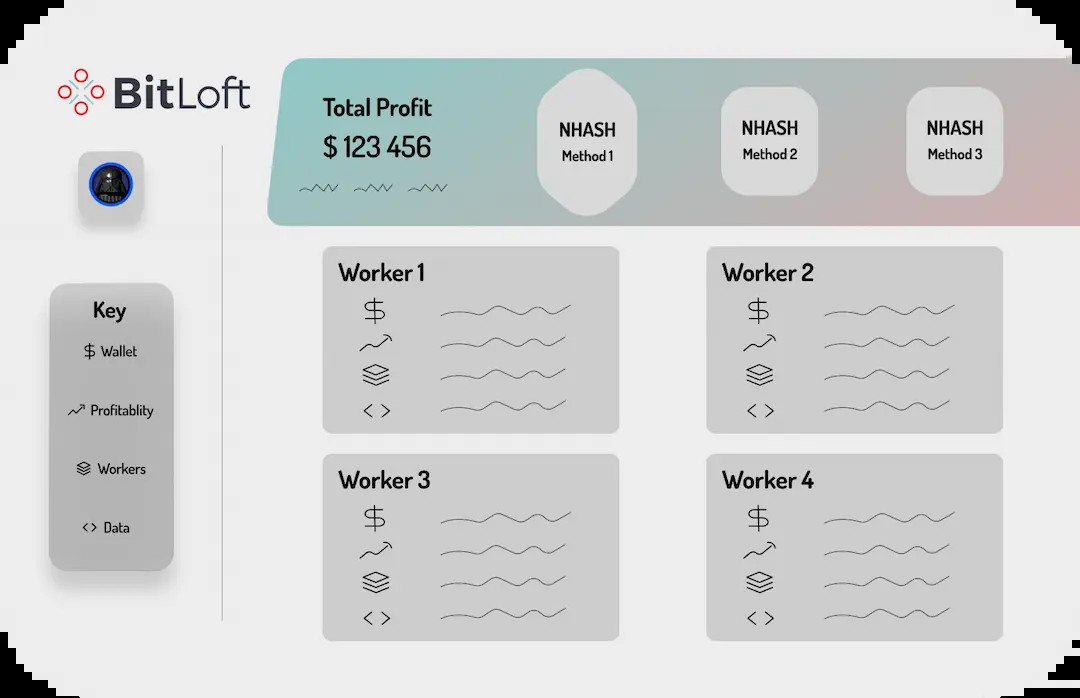 BitLoft
Total Profit
$ 123 456
NHASH
Method 1
NHASH
Method 2
NHASH
Method 3
Key
$ Wallet
Profitablity
Workers
<> Data
Worker 1
$
<>
Worker 2
$
<>
Worker 3
$
<>
Worker 4
$
<>